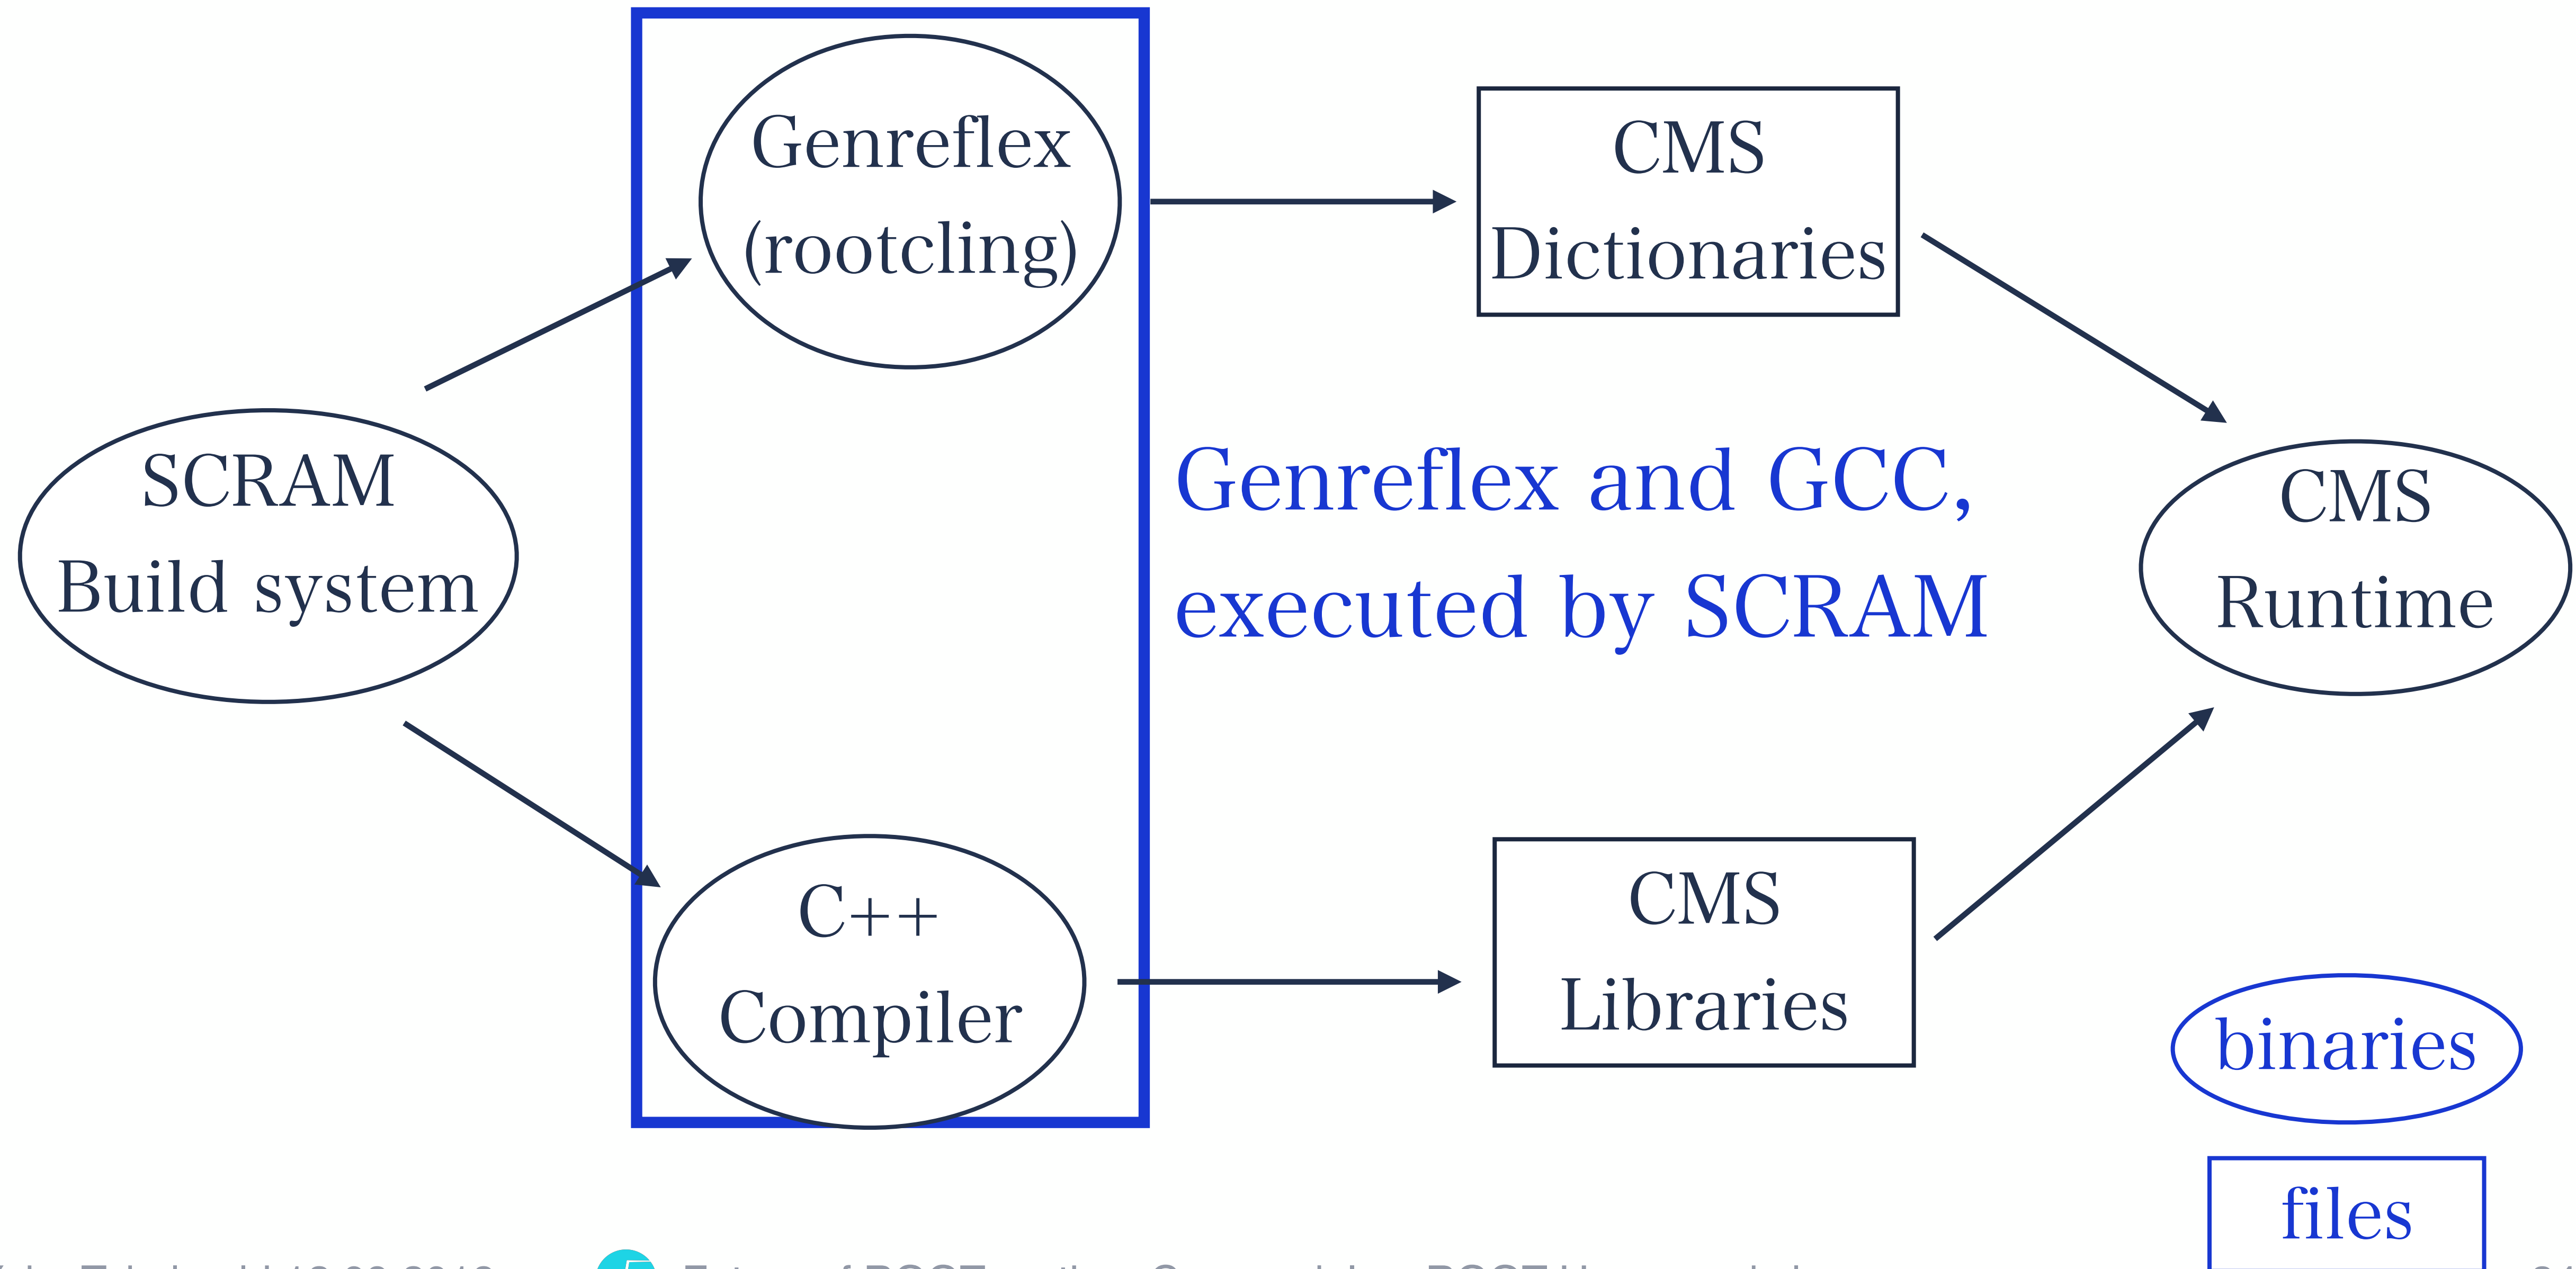 Genreflex
(rootcling)
CMS
Dictionaries
SCRAM
Build system
Genreflex and GCC,
executed by SCRAM
CMS
Runtime
C++
Compiler
CMS
Libraries
binaries
files